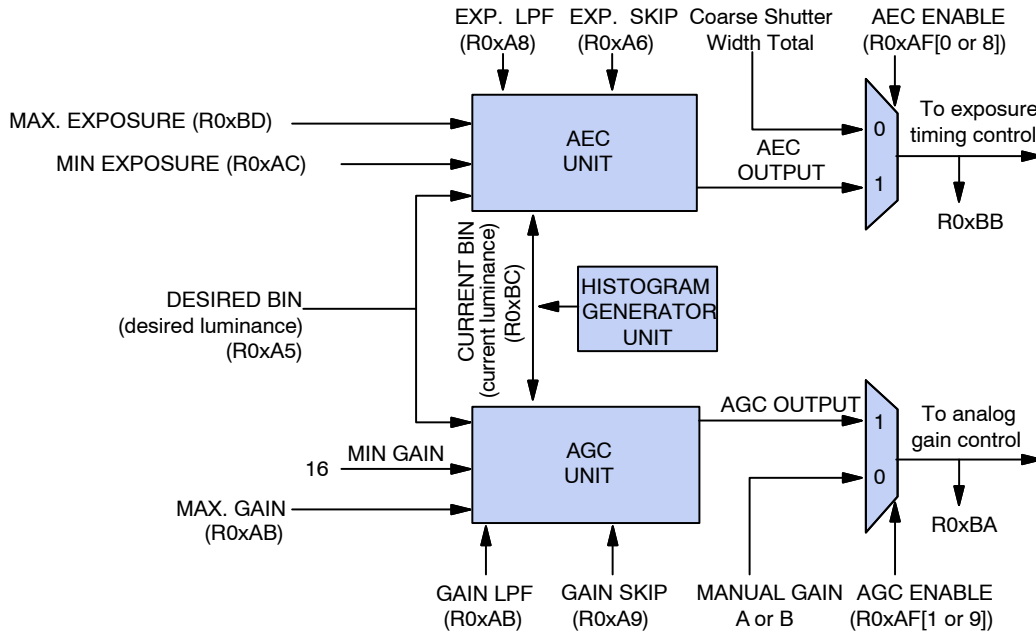 EXP. LPF
(R0xA8)
EXP. SKIP
(R0xA6)
Coarse Shutter
Width Total
AEC ENABLE
(R0xAF[0 or 8])
MAX. EXPOSURE (R0xBD)
MIN EXPOSURE (R0xAC)
AEC
UNIT
AEC
OUTPUT
0
1
To exposure
timing control
R0xBB
DESIRED BIN
(desired luminance)
(R0xA5)
CURRENT BIN
(current luminance)
(R0xBC)
HISTOGRAM
GENERATOR
UNIT
AGC OUTPUT
1
0
To analog
gain control
R0xBA
16
MIN GAIN
AGC
UNIT
MAX. GAIN
(R0xAB)
GAIN LPF
(R0xAB)
GAIN SKIP
(R0xA9)
MANUAL GAIN
A or B
AGC ENABLE
(R0xAF[1 or 9])